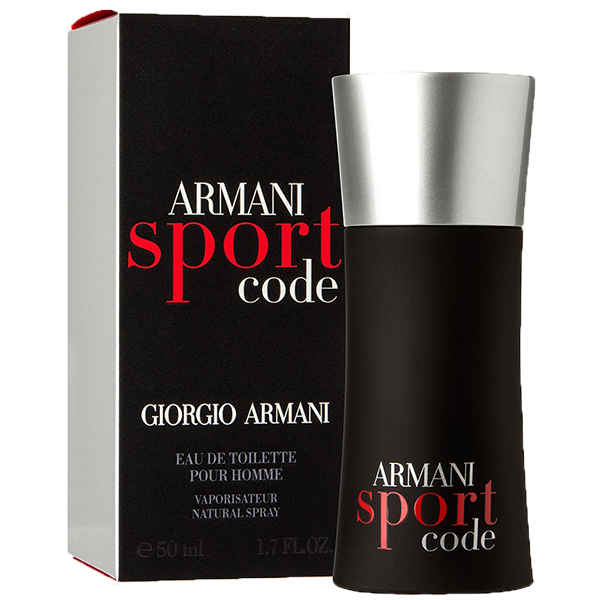 ARMANI
sport
code
GIORGIO ARMANI
EAU DE TOILETTE
POUR HOMME
VAPORISATEUR
NATURAL SPRAY
℮ 50 ml 1.7 FL.OZ.
ARMANI
sport
code